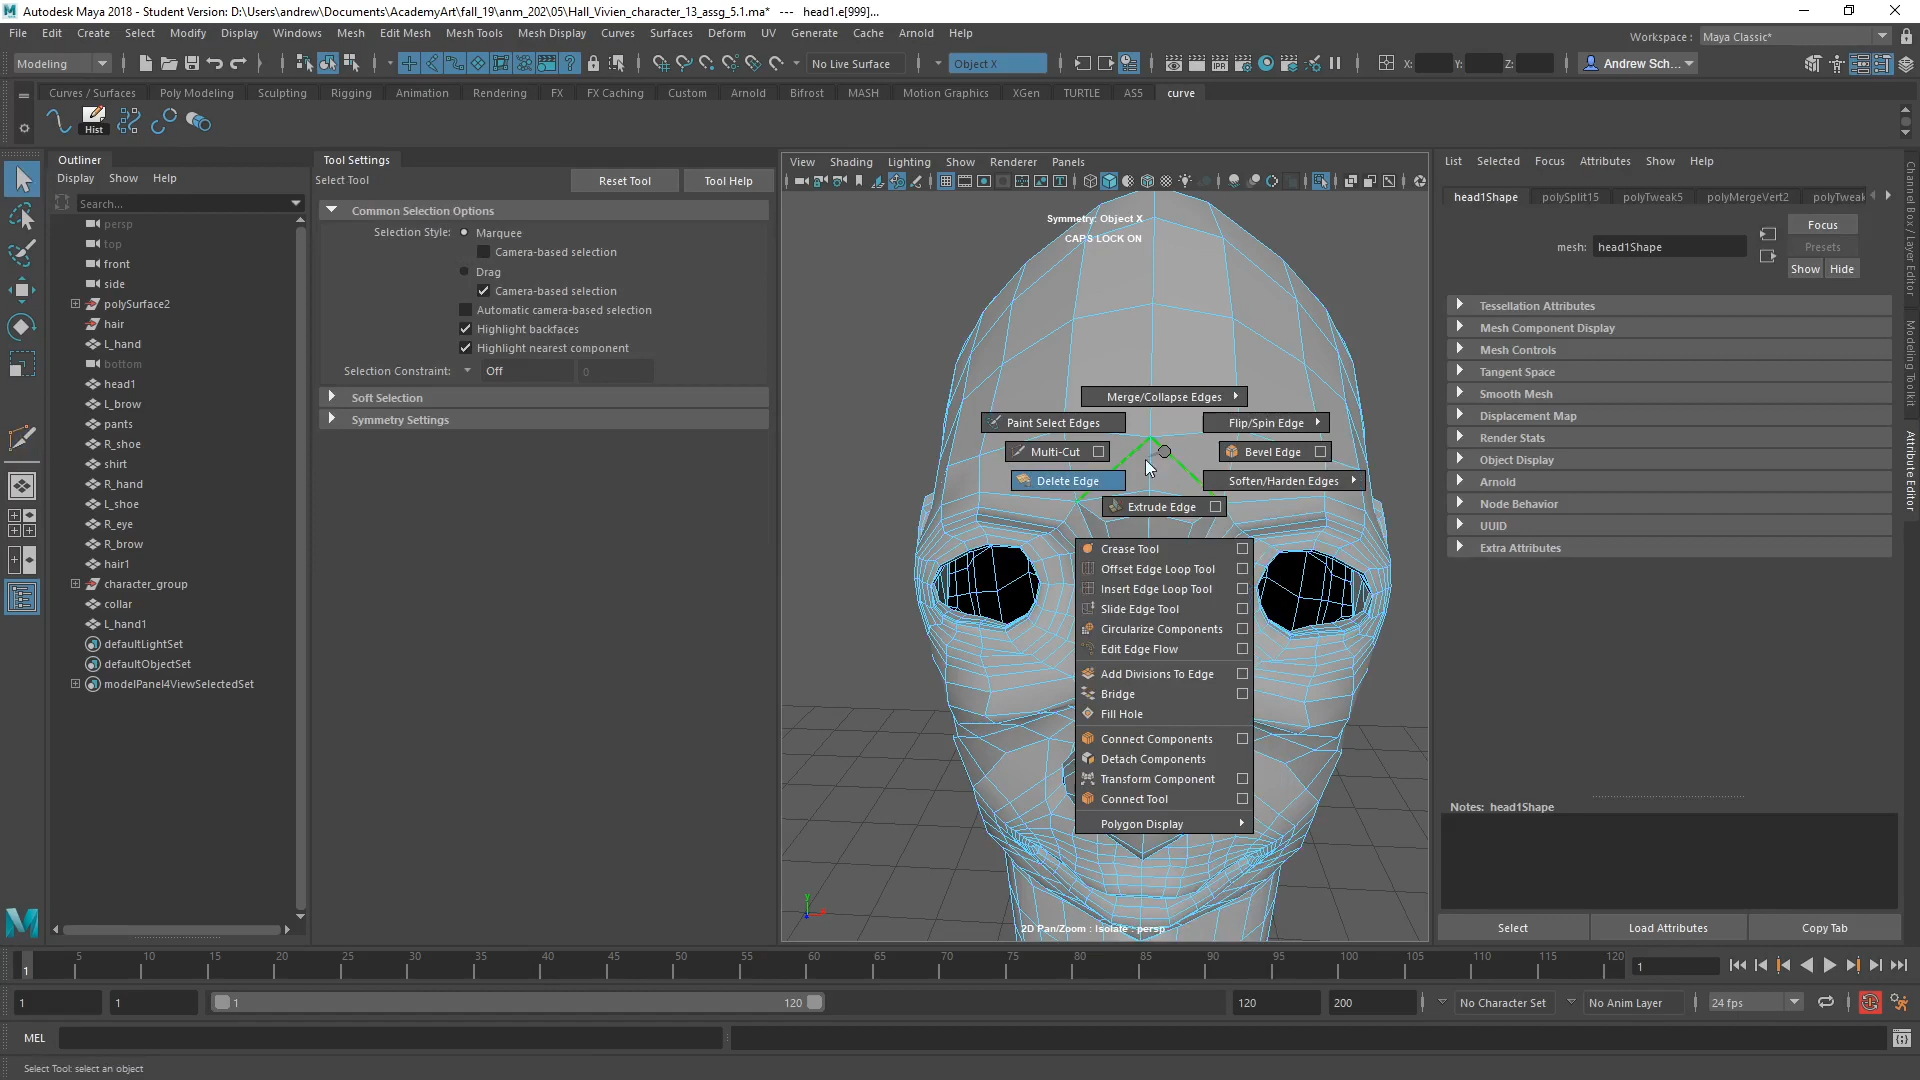 Autodesk Maya 2018 - Student Version: D:\Users\andrew\Documents\AcademyArt\fall_19\anm_202\05\Hall_Vivien_character_13_assg_5.1.ma* --- head1.e[999]...
File Edit Create Select Modify Display Windows Mesh Edit Mesh Mesh Tools Mesh Display Curves Surfaces Deform UV Generate Cache Arnold Help
Workspace : Maya Classic*
Modeling No Live Surface Object X X: Y: Z: Andrew Sch...
Curves / Surfaces Poly Modeling Sculpting Rigging Animation Rendering FX FX Caching Custom Arnold Bifrost MASH Motion Graphics XGen TURTLE AS5 curve
Hist
Outliner
Display Show Help
Search...
persp
top
front
side
polySurface2
hair
L_hand
bottom
head1
L_brow
pants
R_shoe
shirt
R_hand
L_shoe
R_eye
R_brow
hair1
character_group
collar
L_hand1
defaultLightSet
defaultObjectSet
modelPanel4ViewSelectedSet
Tool Settings
Select Tool Reset Tool Tool Help
Common Selection Options
Selection Style: Marquee
Camera-based selection
Drag
Camera-based selection
Automatic camera-based selection
Highlight backfaces
Highlight nearest component
Selection Constraint: Off 0
Soft Selection
Symmetry Settings
View Shading Lighting Show Renderer Panels
IPR
Symmetry: Object X
CAPS LOCK ON
Merge/Collapse Edges
Paint Select Edges Flip/Spin Edge
Multi-Cut Bevel Edge
Delete Edge Soften/Harden Edges
Extrude Edge
Crease Tool
Offset Edge Loop Tool
Insert Edge Loop Tool
Slide Edge Tool
Circularize Components
Edit Edge Flow
Add Divisions To Edge
Bridge
Fill Hole
Connect Components
Detach Components
Transform Component
Connect Tool
Polygon Display
y
2D Pan/Zoom : Isolate : persp
List Selected Focus Attributes Show Help
head1Shape polySplit15 polyTweak5 polyMergeVert2 polyTweak
mesh: head1Shape
Focus
Presets
Show Hide
Tessellation Attributes
Mesh Component Display
Mesh Controls
Tangent Space
Smooth Mesh
Displacement Map
Render Stats
Object Display
Arnold
Node Behavior
UUID
Extra Attributes
Notes: head1Shape
Select Load Attributes Copy Tab
Channel Box / Layer Editor
Modeling Toolkit
Attribute Editor
1 5 10 15 20 25 30 35 40 45 50 55 60 65 70 75 80 85 90 95 100 105 110 115 120 1
1 1 1 120 120 200 No Character Set No Anim Layer 24 fps
MEL
Select Tool: select an object